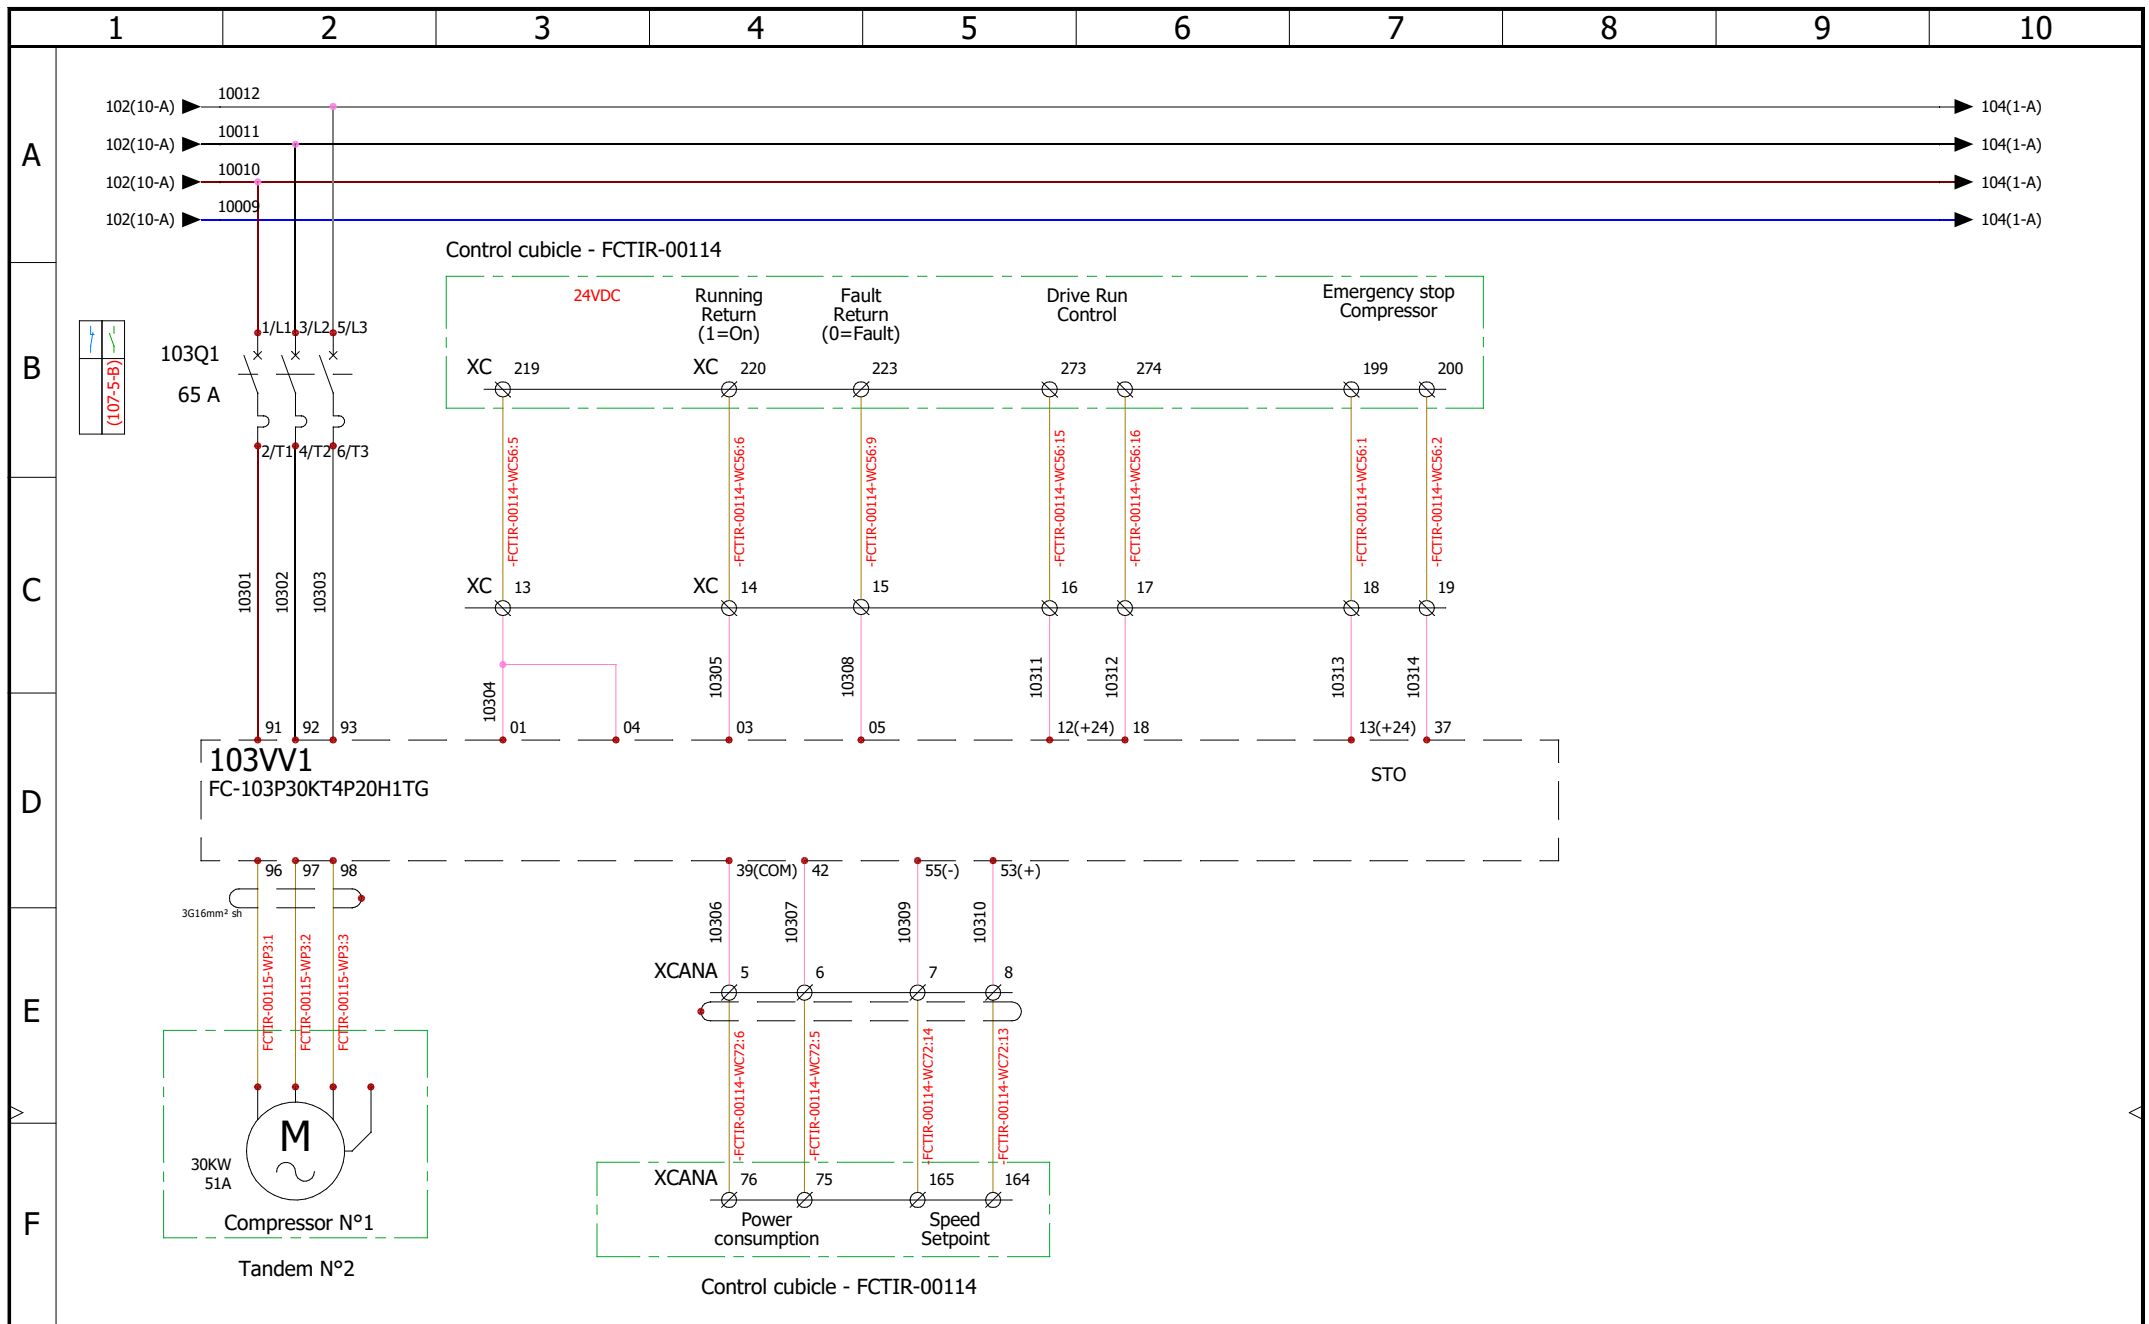 1 2 3 4 5 6 7 8 9 10
A
102(10-A) 10012 104(1-A)
102(10-A) 10011 104(1-A)
102(10-A) 10010 104(1-A)
102(10-A) 10009 104(1-A)
Control cubicle - FCTIR-00114
B
24VDC
Running
Return
(1=On)
Fault
Return
(0=Fault)
Drive Run
Control
Emergency stop
Compressor
(107-5-B)
103Q1
65 A
1/L1 3/L2 5/L3
2/T1 4/T2 6/T3
XC 219 XC 220 223 273 274 199 200
-FCTIR-00114-WC56:5
-FCTIR-00114-WC56:6
-FCTIR-00114-WC56:9
-FCTIR-00114-WC56:15
-FCTIR-00114-WC56:16
-FCTIR-00114-WC56:1
-FCTIR-00114-WC56:2
C
XC 13 XC 14 15 16 17 18 19
10301
10302
10303
10304
10305
10308
10311
10312
10313
10314
91 92 93 01 04 03 05 12(+24) 18 13(+24) 37
D
103VV1
FC-103P30KT4P20H1TG
STO
96 97 98 39(COM) 42 55(-) 53(+)
3G16mm² sh
10306
10307
10309
10310
FCTIR-00115-WP3:1
FCTIR-00115-WP3:2
FCTIR-00115-WP3:3
E
XCANA 5 6 7 8
-FCTIR-00114-WC72:6
-FCTIR-00114-WC72:5
-FCTIR-00114-WC72:14
-FCTIR-00114-WC72:13
M
30KW
51A
Compressor N°1
Tandem N°2
F
XCANA 76 75 165 164
Power
consumption
Speed
Setpoint
Control cubicle - FCTIR-00114